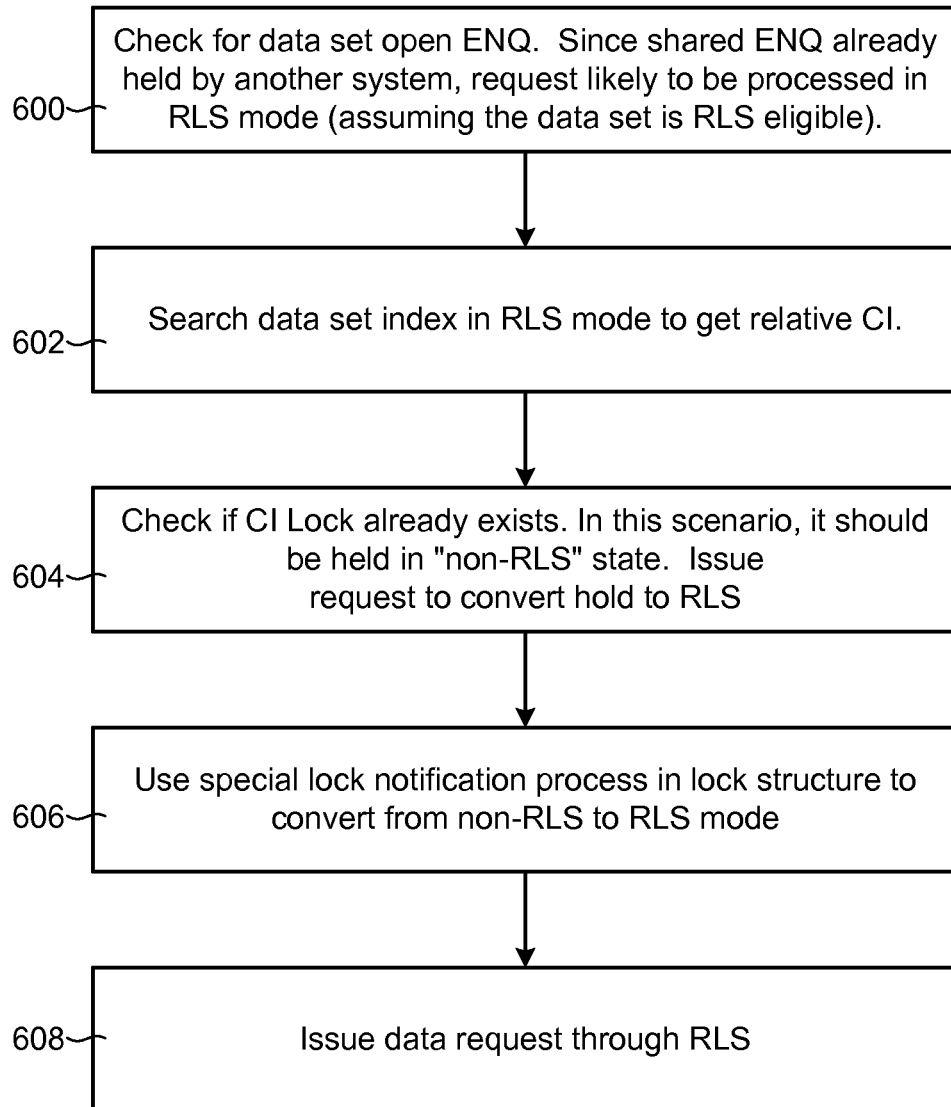 Check for data set open ENQ.  Since shared ENQ already
held by another system, request likely to be processed in
RLS mode (assuming the data set is RLS eligible).
600
Search data set index in RLS mode to get relative CI.
602
Check if CI Lock already exists. In this scenario, it should
be held in "non-RLS" state.  Issue
request to convert hold to RLS
604
Use special lock notification process in lock structure to
convert from non-RLS to RLS mode
606
Issue data request through RLS
608